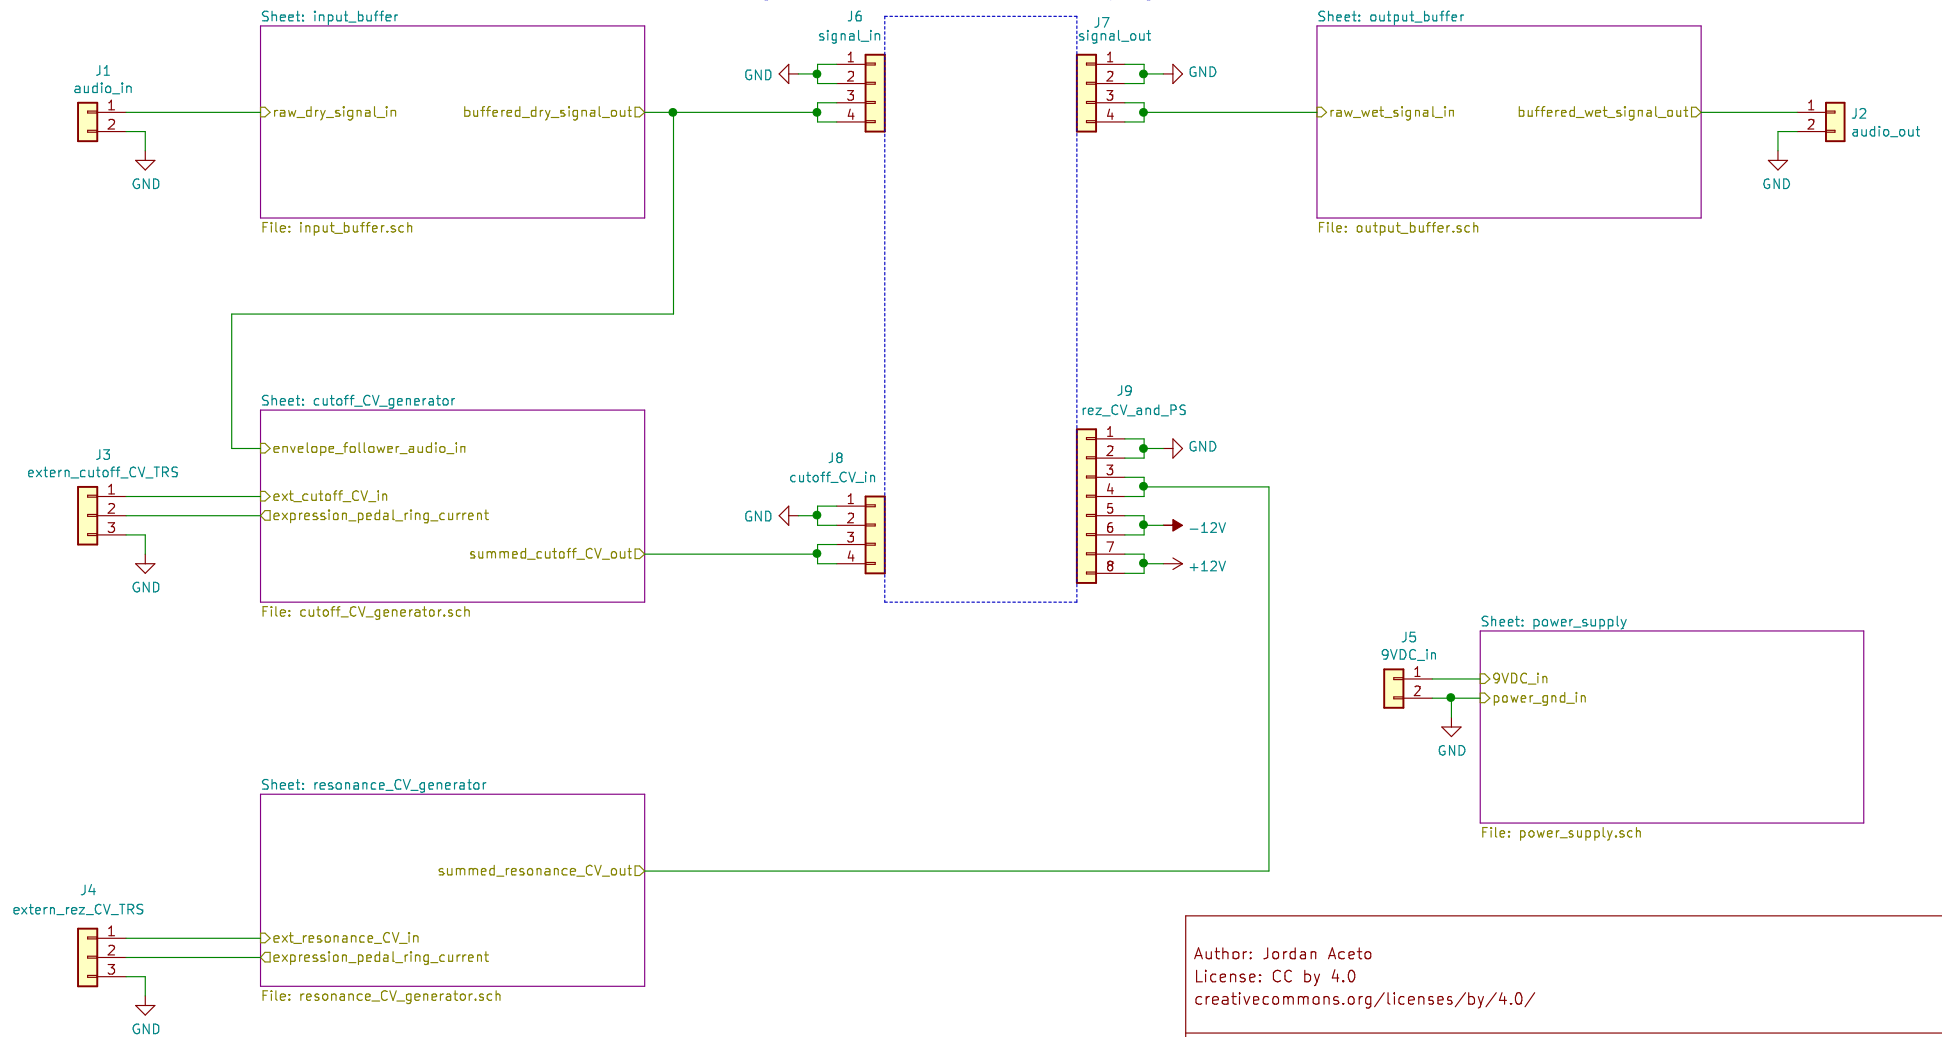 Sheet: input_buffer
J1
audio_in
1
2
GND
raw_dry_signal_in
buffered_dry_signal_out
File: input_buffer.sch
J6
signal_in
1
2
3
4
GND
J7
signal_out
1
2
3
4
GND
Sheet: output_buffer
raw_wet_signal_in
buffered_wet_signal_out
File: output_buffer.sch
1
2
J2
audio_out
GND
Sheet: cutoff_CV_generator
envelope_follower_audio_in
ext_cutoff_CV_in
expression_pedal_ring_current
summed_cutoff_CV_out
File: cutoff_CV_generator.sch
J3
extern_cutoff_CV_TRS
1
2
3
GND
J8
cutoff_CV_in
1
2
3
4
GND
J9
rez_CV_and_PS
1
2
3
4
5
6
7
8
GND
-12V
+12V
Sheet: power_supply
J5
9VDC_in
1
2
9VDC_in
power_gnd_in
GND
File: power_supply.sch
Sheet: resonance_CV_generator
summed_resonance_CV_out
ext_resonance_CV_in
expression_pedal_ring_current
File: resonance_CV_generator.sch
J4
extern_rez_CV_TRS
1
2
3
GND
Author: Jordan Aceto
License: CC by 4.0
creativecommons.org/licenses/by/4.0/